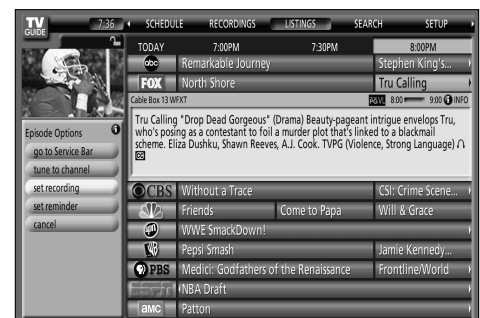 TV GUIDE 7:36 SCHEDULE RECORDINGS LISTINGS SEARCH SETUP
TODAY 7:00PM 7:30PM 8:00PM
abc Remarkable Journey Stephen King's...
FOX North Shore Tru Calling
Cable Box 13 WFXT 8:00 9:00 INFO
Tru Calling "Drop Dead Gorgeous" (Drama) Beauty-pageant intrigue envelops Tru,
who's posing as a contestant to foil a murder plot that's linked to a blackmail
scheme. Eliza Dushku, Shawn Reeves, A.J. Cook. TVPG (Violence, Strong Language)
Episode Options
go to Service Bar
tune to channel
set recording
set reminder
cancel
CBS Without a Trace CSI: Crime Scene...
Friends Come to Papa Will & Grace
upn WWE SmackDown!
WB Pepsi Smash Jamie Kennedy...
PBS Medici: Godfathers of the Renaissance Frontline/World
ESPN NBA Draft
amc Patton